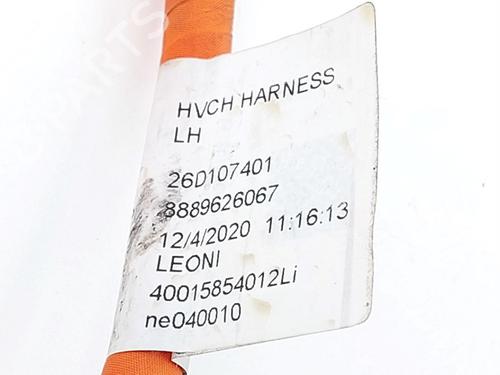 HVCH HARNESS
LH
26D107401
8889626067
12/4/2020 11:16:13
LEONI
40015854012Li
ne040010